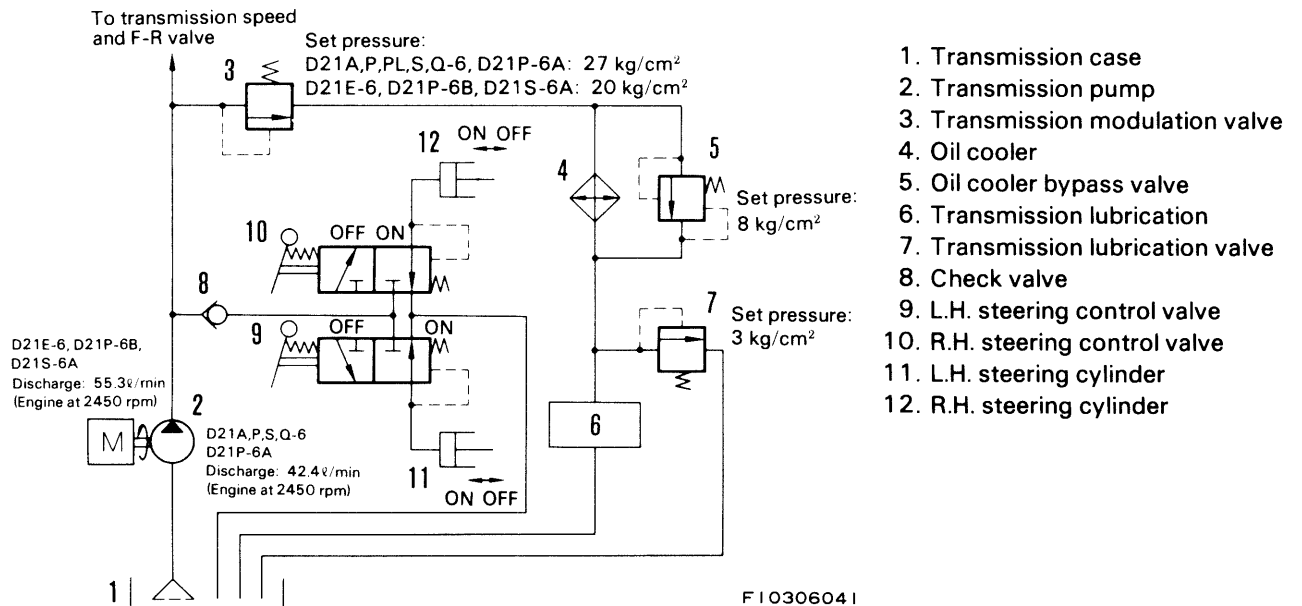 To transmission speed
and F-R valve
3
Set pressure:
D21A,P,PL,S,Q-6, D21P-6A: 27 kg/cm²
D21E-6, D21P-6B, D21S-6A: 20 kg/cm²
12
ON OFF
4
5
Set pressure:
8 kg/cm²
10
OFF ON
8
9
OFF
ON
7
Set pressure:
3 kg/cm²
D21E-6, D21P-6B,
D21S-6A
Discharge: 55.3ℓ/min
(Engine at 2450 rpm)
2
M
D21A,P,S,Q-6
D21P-6A
Discharge: 42.4ℓ/min
(Engine at 2450 rpm)
11
ON OFF
6
1
F10306041
1. Transmission case
2. Transmission pump
3. Transmission modulation valve
4. Oil cooler
5. Oil cooler bypass valve
6. Transmission lubrication
7. Transmission lubrication valve
8. Check valve
9. L.H. steering control valve
10. R.H. steering control valve
11. L.H. steering cylinder
12. R.H. steering cylinder